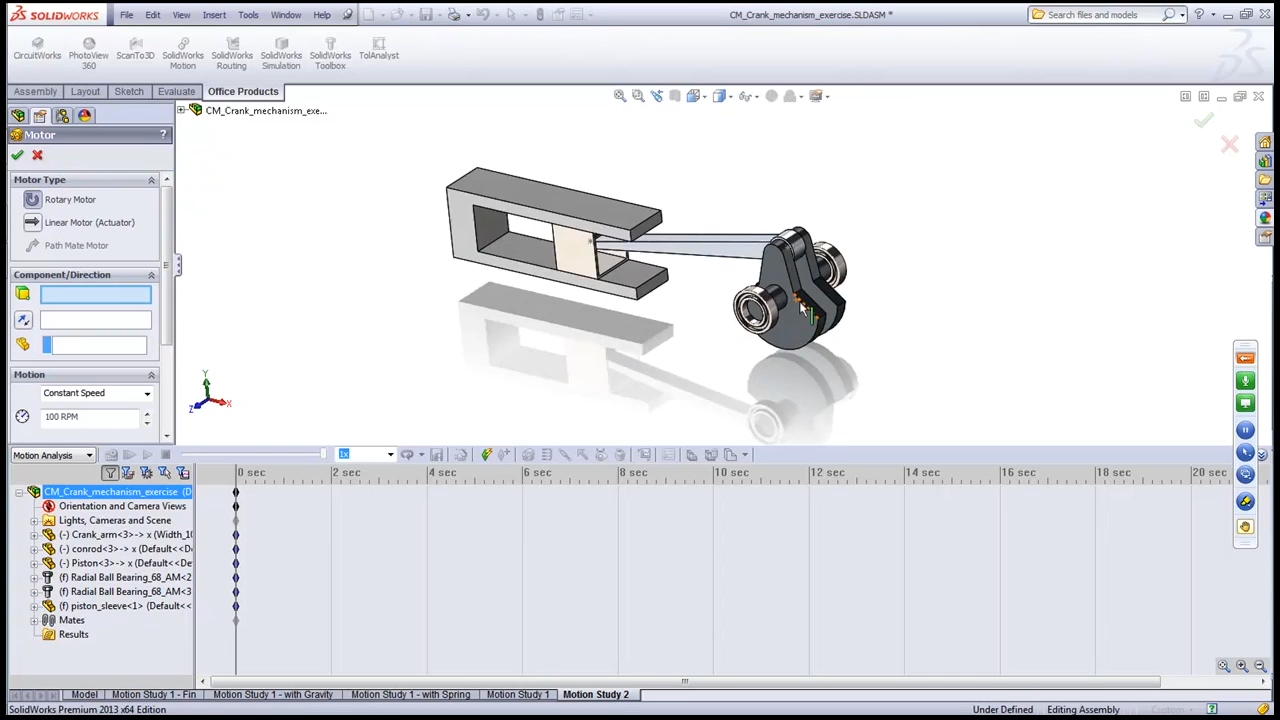 SOLIDWORKS File Edit View Insert Tools Window Help CM_Crank_mechanism_exercise.SLDASM * Search files and models
CircuitWorks PhotoView 360 ScanTo3D SolidWorks Motion SolidWorks Routing SolidWorks Simulation SolidWorks Toolbox TolAnalyst
Assembly Layout Sketch Evaluate Office Products
CM_Crank_mechanism_exe...
Motor ?
Motor Type
Rotary Motor
Linear Motor (Actuator)
Path Mate Motor
Component/Direction
Motion
Constant Speed
100 RPM
Y
X
Z
Motion Analysis 1x
0 sec 2 sec 4 sec 6 sec 8 sec 10 sec 12 sec 14 sec 16 sec 18 sec 20 sec
CM_Crank_mechanism_exercise (D
Orientation and Camera Views
Lights, Cameras and Scene
(-) Crank_arm<3>-> x (Width_10
(-) conrod<3>-> x (Default<<De
(-) Piston<3>-> x (Default<<De
(f) Radial Ball Bearing_68_AM<2
(f) Radial Ball Bearing_68_AM<3
(f) piston_sleeve<1> (Default<<
Mates
Results
Model Motion Study 1 - Fin Motion Study 1 - with Gravity Motion Study 1 - with Spring Motion Study 1 Motion Study 2
SolidWorks Premium 2013 x64 Edition Under Defined Editing Assembly Custom